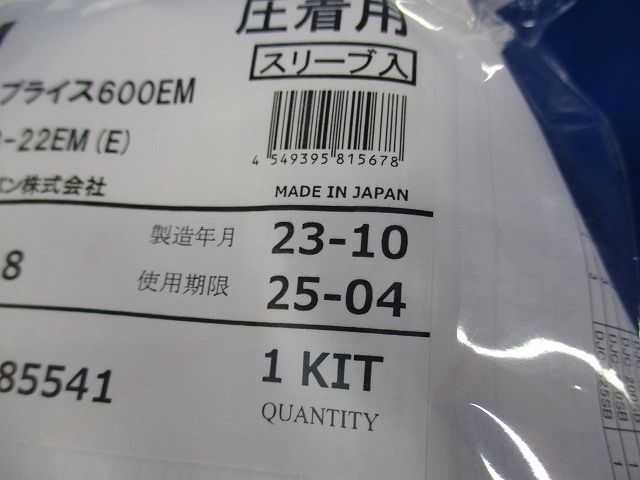 圧着用
スリーブ入
プライス600EM
-22EM (E)
4 549395 815678
株式会社
MADE IN JAPAN
製造年月 23-10
8
使用期限 25-04
85541
1 KIT
QUANTITY